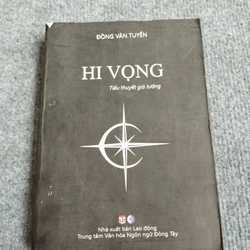 ĐỒNG VĂN TUYẾN
HI VỌNG
Tiểu thuyết giả tưởng
Nhà xuất bản Lao động
Trung tâm Văn hóa Ngôn ngữ Đông Tây